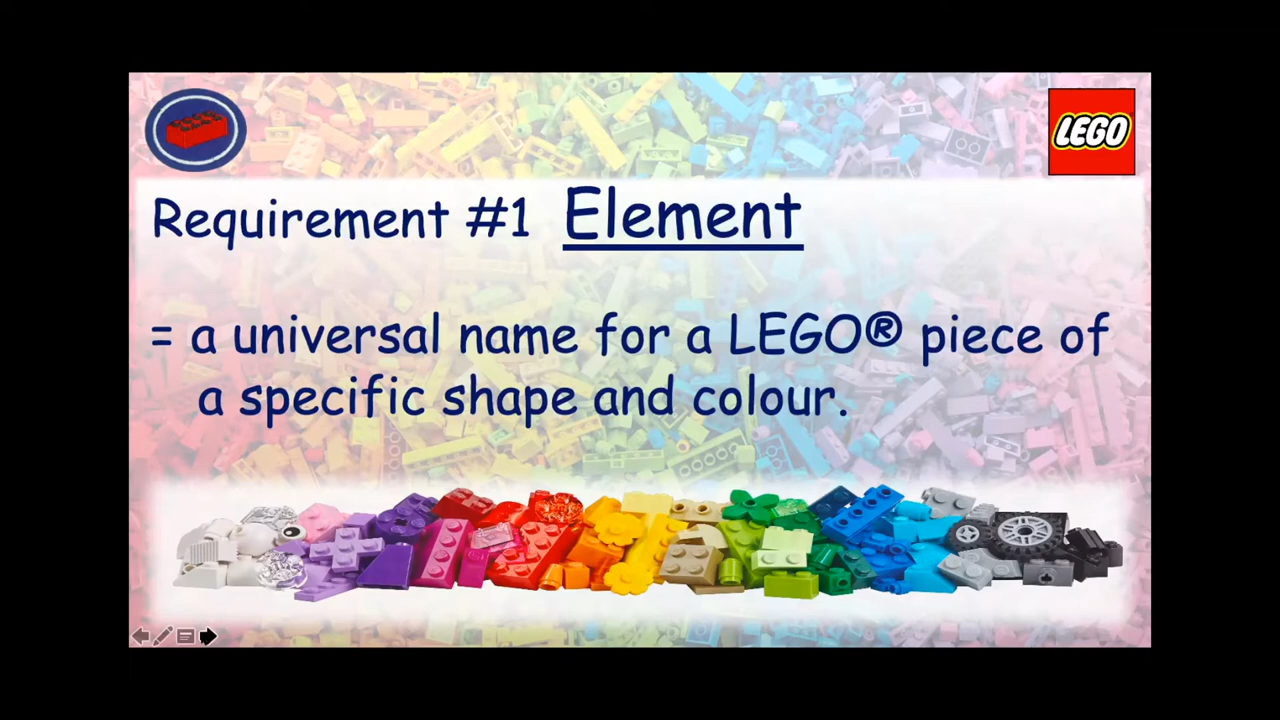 LEGO
Requirement #1 Element
= a universal name for a LEGO® piece of
a specific shape and colour.